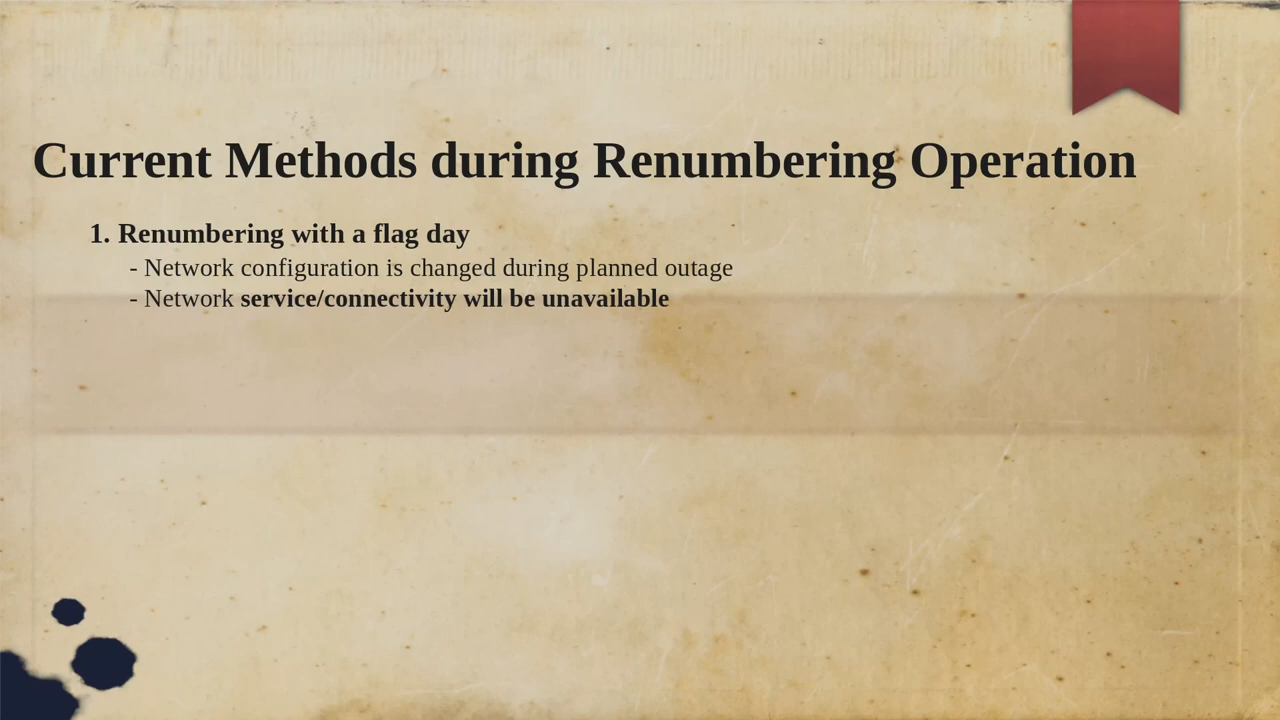 Current Methods during Renumbering Operation
1. Renumbering with a flag day
- Network configuration is changed during planned outage
- Network service/connectivity will be unavailable